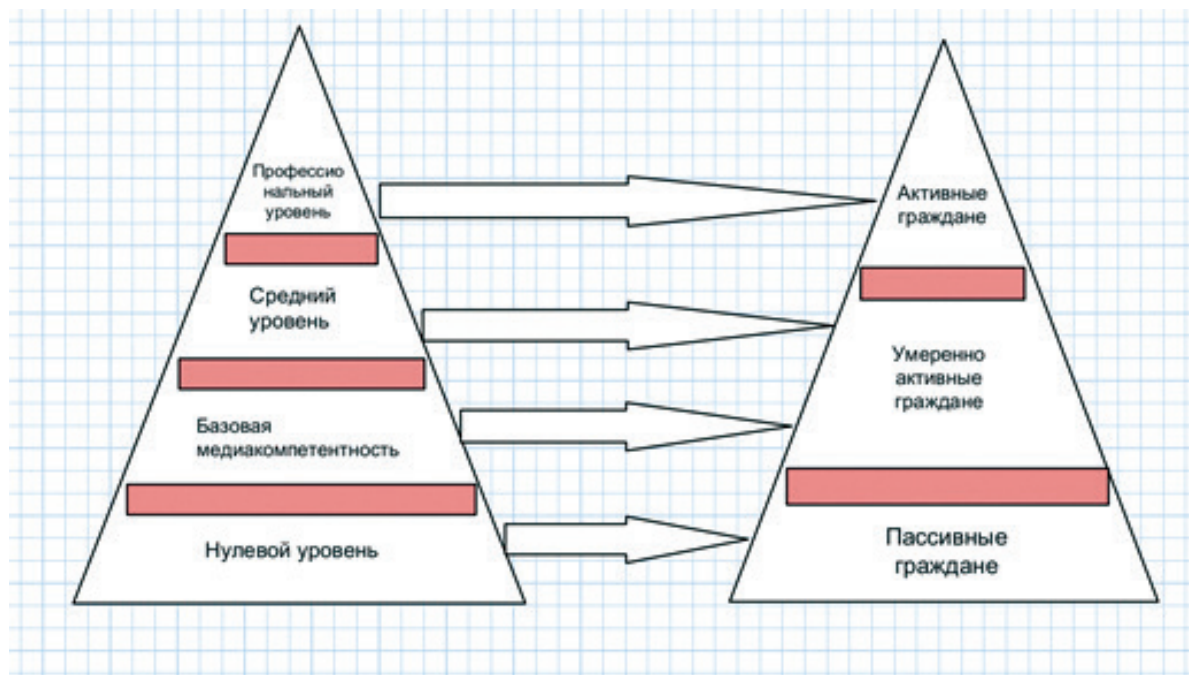 Профессио
нальный
уровень
Средний
уровень
Базовая
медиакомпетентность
Нулевой уровень
Активные
граждане
Умеренно
активные
граждане
Пассивные
граждане